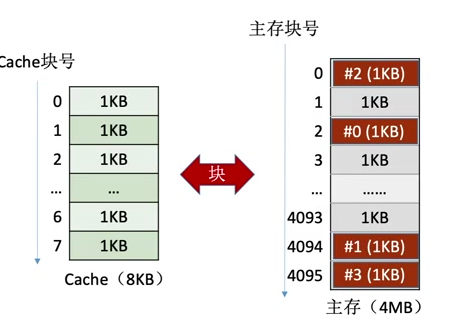 主存块号
Cache块号
0 #2 (1KB)
0 1KB
1 1KB
1 1KB
2 #0 (1KB)
2 1KB
3 1KB
... ...
块
... ......
6 1KB
4093 1KB
7 1KB
4094 #1 (1KB)
4095 #3 (1KB)
Cache（8KB）
主存（4MB）